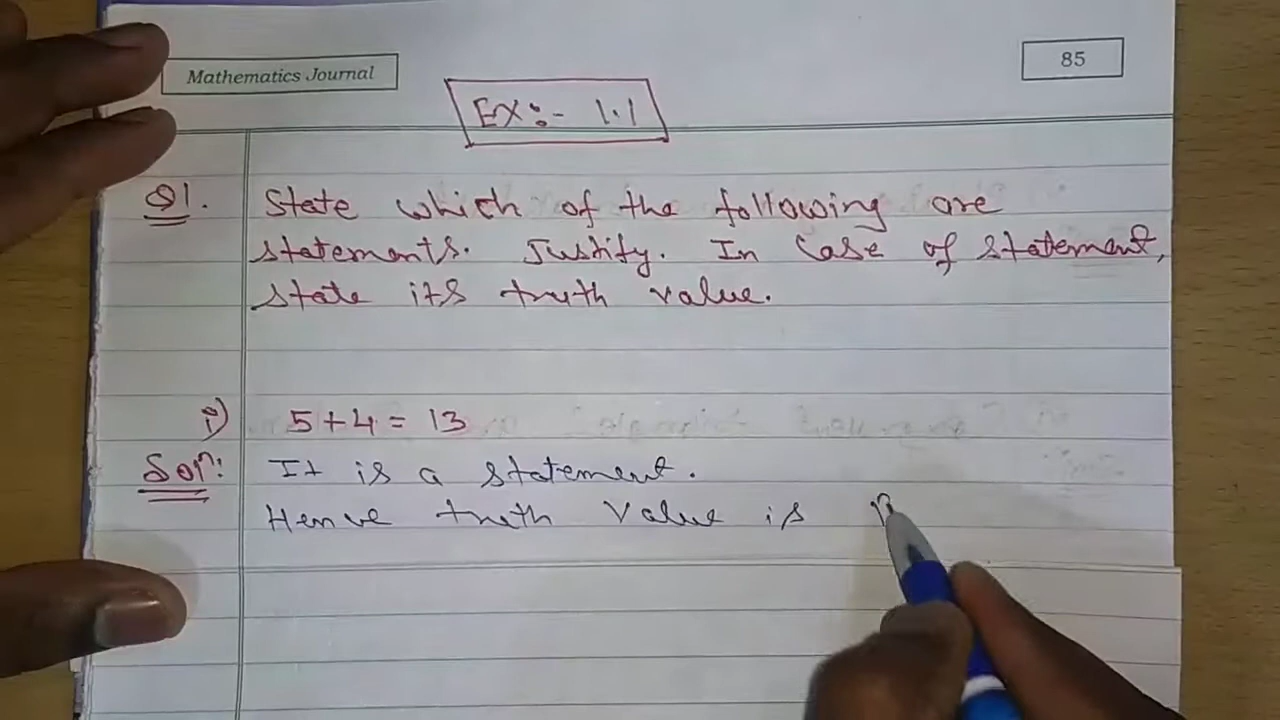 Mathematics Journal
85
Ex:- 1.1
Q1. State which of the following are
statements. Justify. In case of statement,
state its truth value.
i) 5+4 = 13
Soln: It is a statement.
Hence truth value is